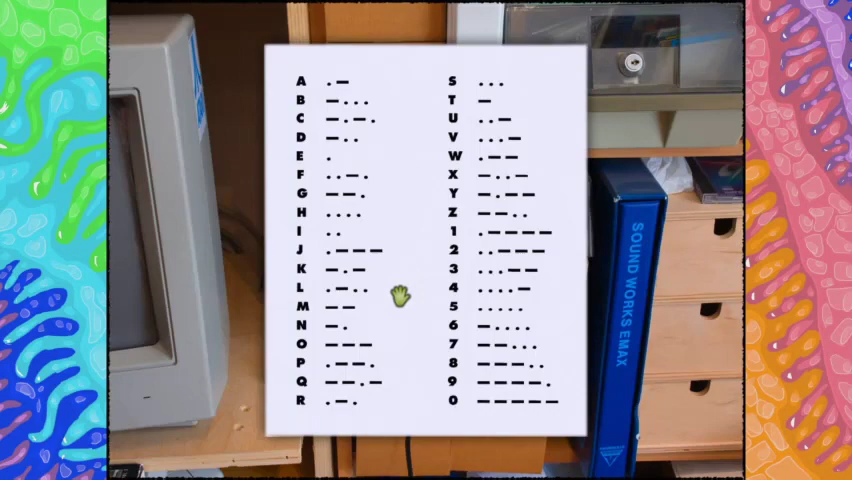 A .—
B —...
C —.—.
D —..
E .
F ..—.
G ——.
H ....
I ..
J .———
K —.—
L .—..
M ——
N —.
O ———
P .——.
Q ——.—
R .—.
S ...
T —
U ..—
V ...—
W .——
X —..—
Y —.——
Z ——..
1 .————
2 ..———
3 ...——
4 ....—
5 .....
6 —....
7 ——...
8 ———..
9 ————.
0 —————
SOUND WORKS EMAX